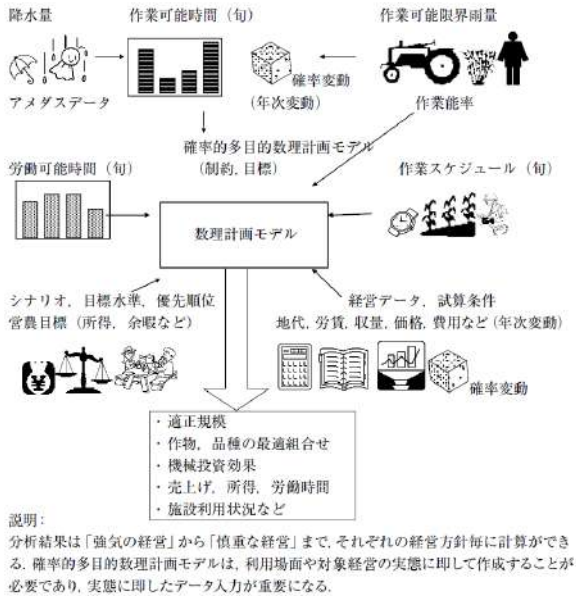 降水量
作業可能時間（旬）
作業可能限界雨量
アメダスデータ
確率変動
(年次変動)
作業能率
確率的多目的数理計画モデル
(制約, 目標)
労働可能時間（旬）
作業スケジュール（旬）
数理計画モデル
シナリオ, 目標水準, 優先順位
営農目標（所得, 余暇など）
経営データ, 試算条件
地代, 労賃, 収量, 価格, 費用など(年次変動)
¥
確率変動
・適正規模
・作物, 品種の最適組合せ
・機械投資効果
・売上げ, 所得, 労働時間
・施設利用状況など
説明：
分析結果は「強気の経営」から「慎重な経営」まで, それぞれの経営方針毎に計算ができ
る. 確率的多目的数理計画モデルは, 利用場面や対象経営の実態に即して作成することが
必要であり, 実態に即したデータ入力が重要になる.